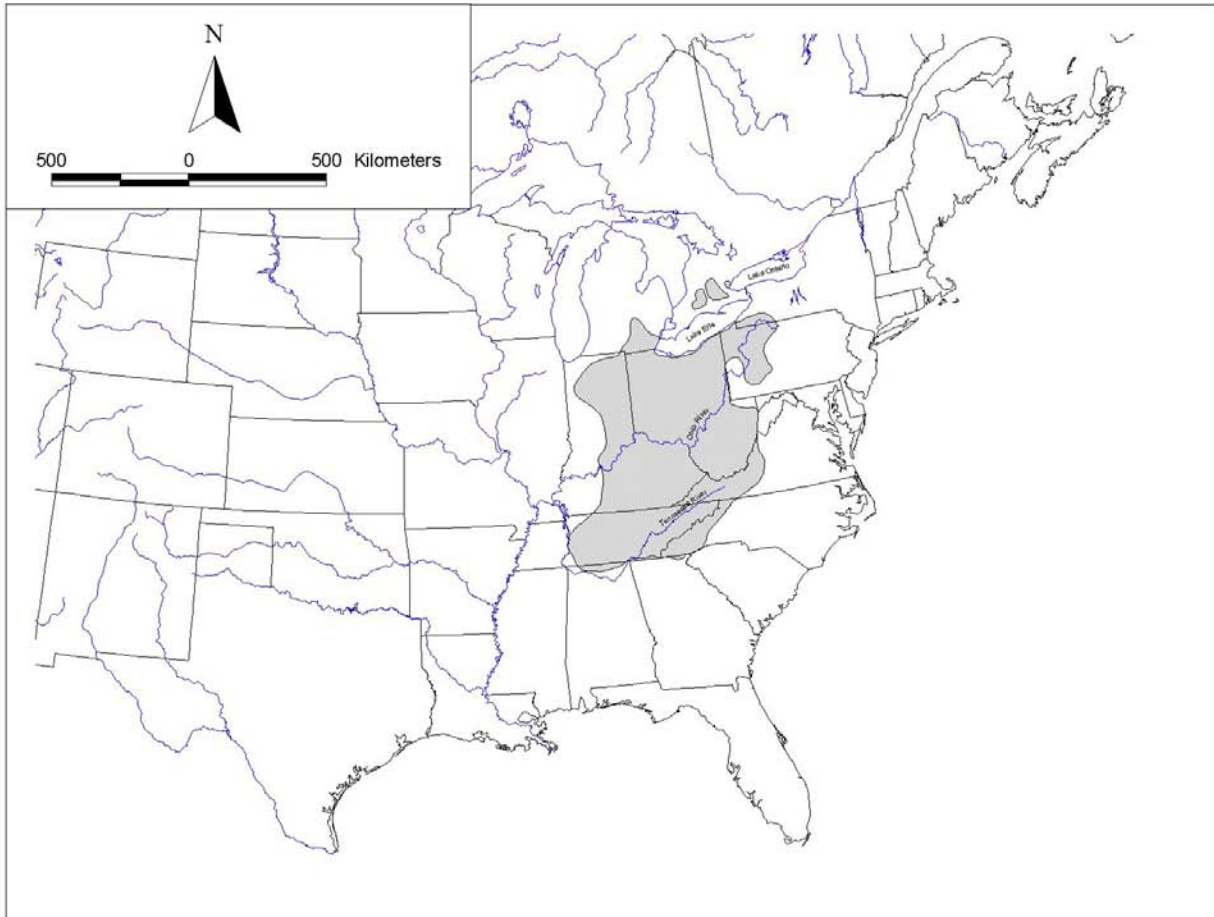 N
500 0 500 Kilometers
Lake Ontario
Lake Erie
Ohio River
Tennessee River